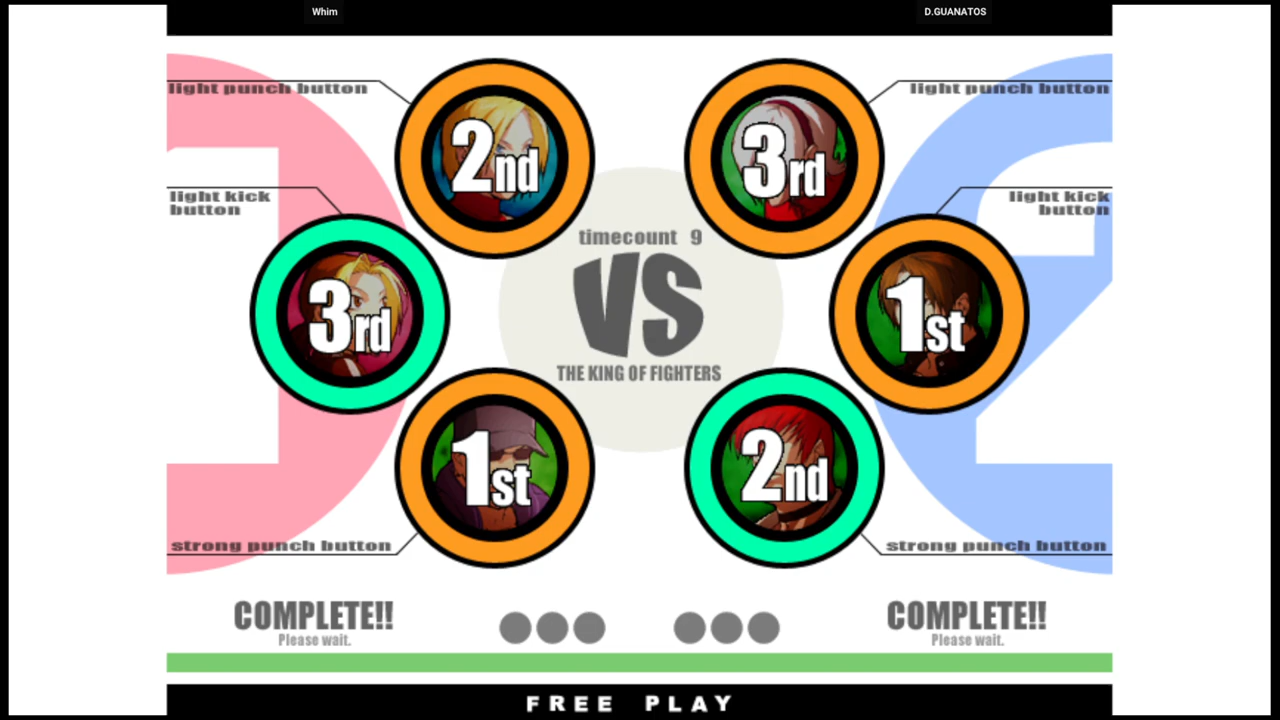 Whim
D.GUANATOS
light punch button
light punch button
2nd
3rd
light kick
button
light kick
button
timecount 9
VS
THE KING OF FIGHTERS
3rd
1st
1st
2nd
strong punch button
strong punch button
COMPLETE!!
Please wait.
COMPLETE!!
Please wait.
FREE PLAY